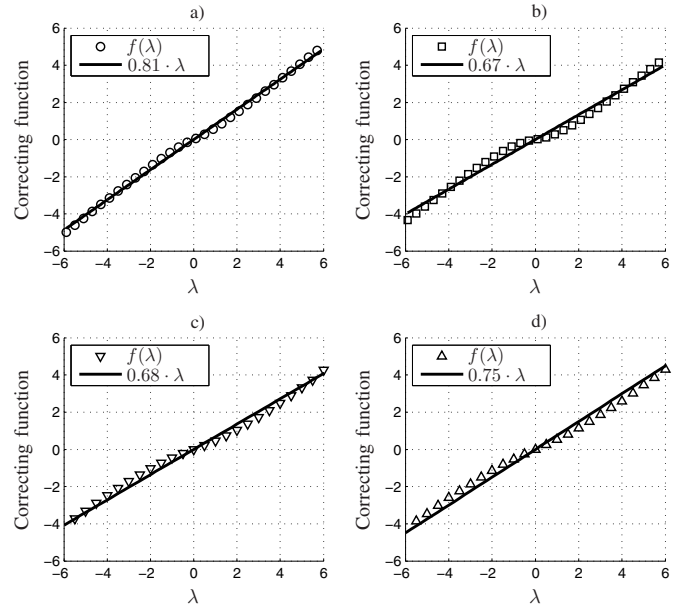 a)
6
4
2
0
−2
−4
−6
−6 −4 −2 0 2 4 6
Correcting function
λ
f(λ)
0.81 · λ
b)
6
4
2
0
−2
−4
−6
−6 −4 −2 0 2 4 6
Correcting function
λ
f(λ)
0.67 · λ
c)
6
4
2
0
−2
−4
−6
−6 −4 −2 0 2 4 6
Correcting function
λ
f(λ)
0.68 · λ
d)
6
4
2
0
−2
−4
−6
−6 −4 −2 0 2 4 6
Correcting function
λ
f(λ)
0.75 · λ